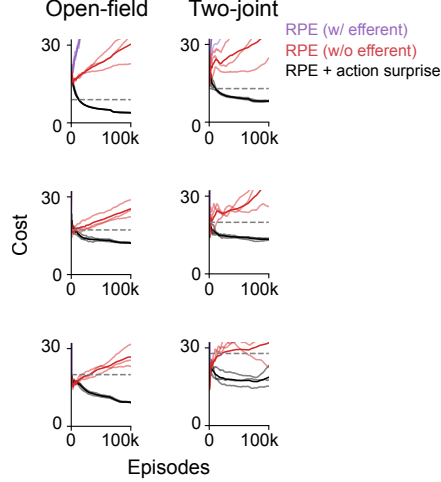 Open-field
Two-joint
RPE (w/ efferent)
RPE (w/o efferent)
RPE + action surprise
30
0
0
100k
30
0
0
100k
Cost
30
0
0
100k
30
0
0
100k
30
0
0
100k
30
0
0
100k
Episodes